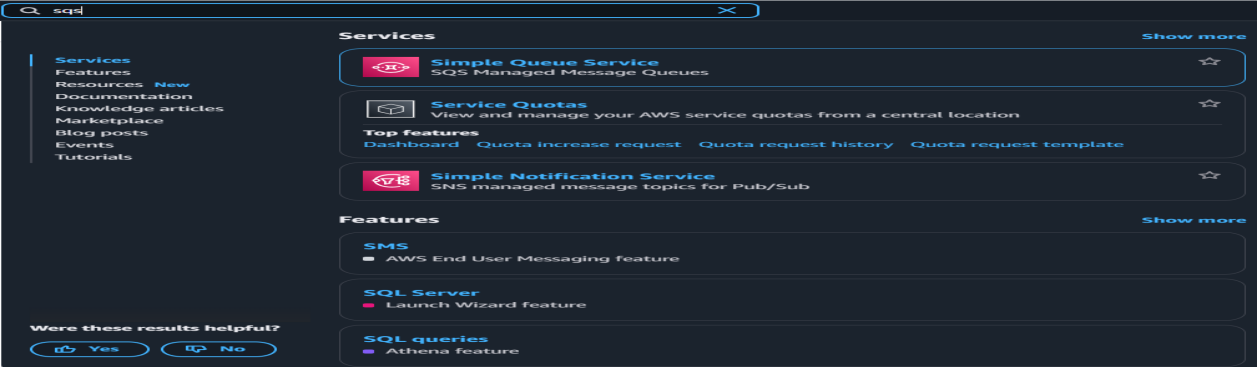 sqs
Services
Features
Resources New
Documentation
Knowledge articles
Marketplace
Blog posts
Events
Tutorials
Were these results helpful?
Yes No
Services Show more
Simple Queue Service
SQS Managed Message Queues
Service Quotas
View and manage your AWS service quotas from a central location
Top features
Dashboard Quota increase request Quota request history Quota request template
Simple Notification Service
SNS managed message topics for Pub/Sub
Features Show more
SMS
AWS End User Messaging feature
SQL Server
Launch Wizard feature
SQL queries
Athena feature